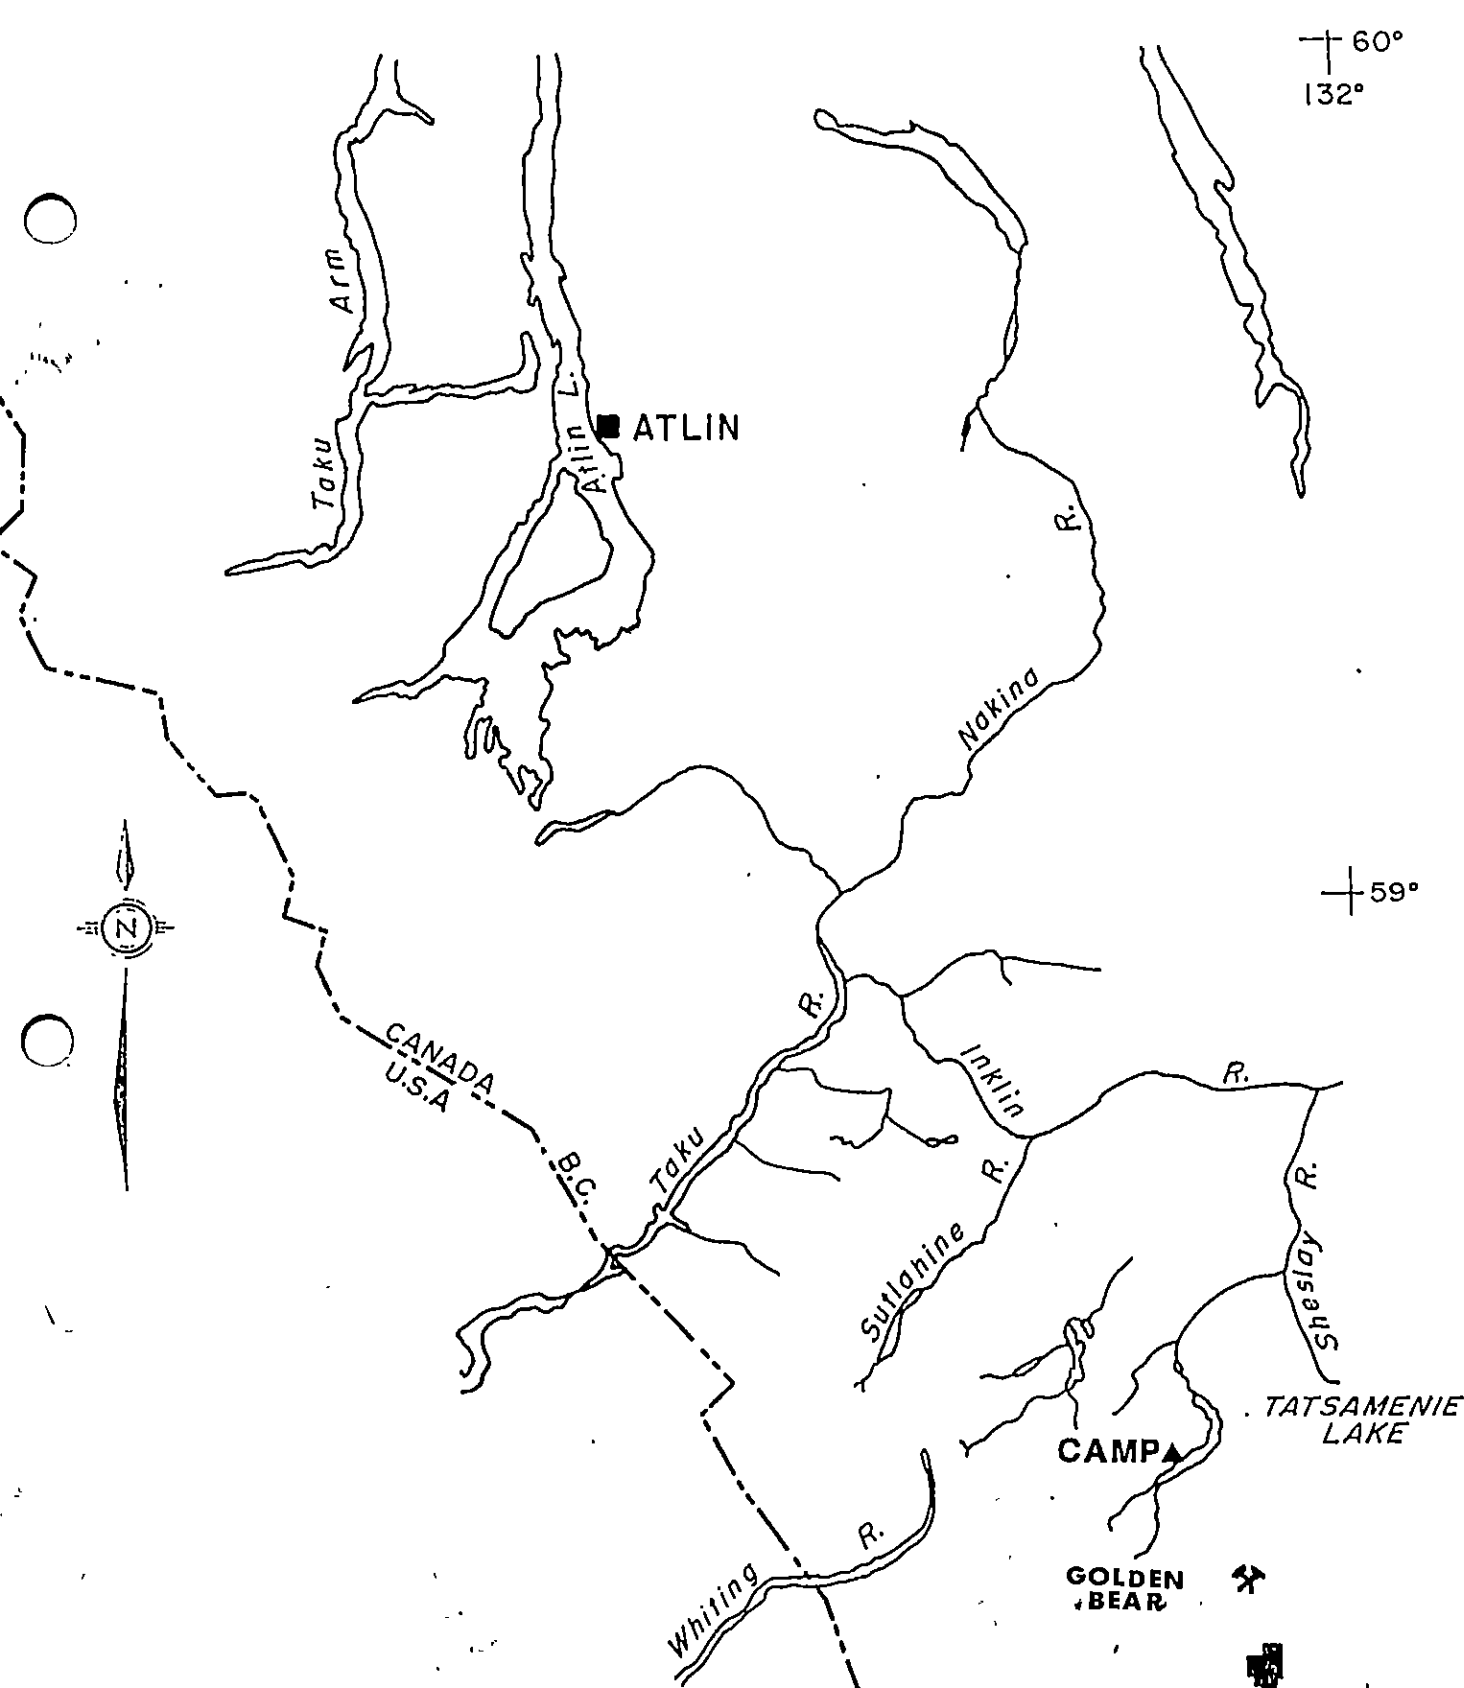 60°
132°
Arm
Taku
Atlin L.
ATLIN
R.
Nakina
59°
N
R.
CANADA
U.S.A
B.C.
Taku
Inklin
R.
R.
R.
Sutlahine
Sheslay
TATSAMENIE
LAKE
CAMP
R.
Whiting
GOLDEN
BEAR